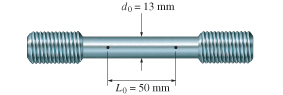 d₀ = 13 mm
L₀ = 50 mm